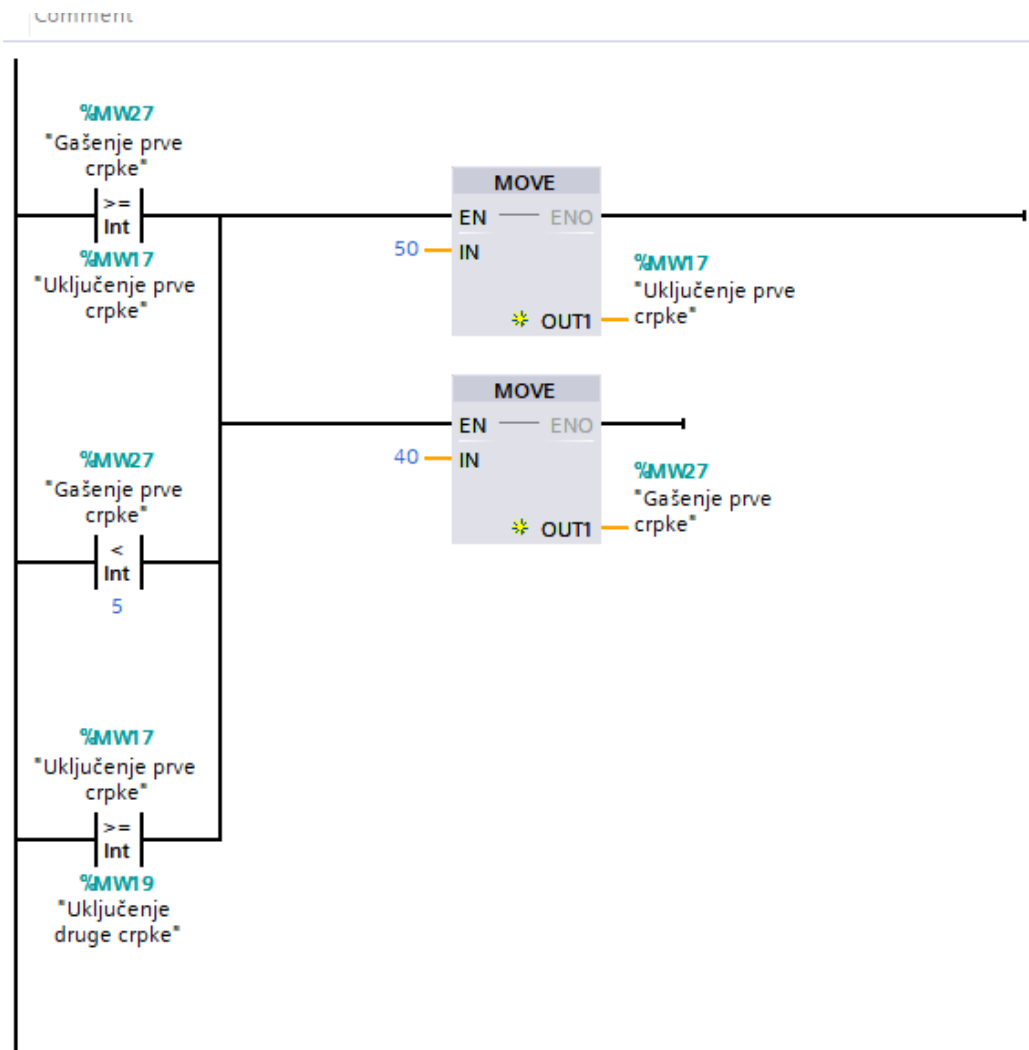 Comment
%MW27
"Gašenje prve
crpke"
>=
Int
%MW17
"Uključenje prve
crpke"
MOVE
EN ENO
50 IN
%MW17
"Uključenje prve
OUT1 crpke"
MOVE
EN ENO
40 IN
%MW27
"Gašenje prve
OUT1 crpke"
%MW27
"Gašenje prve
crpke"
<
Int
5
%MW17
"Uključenje prve
crpke"
>=
Int
%MW19
"Uključenje
druge crpke"